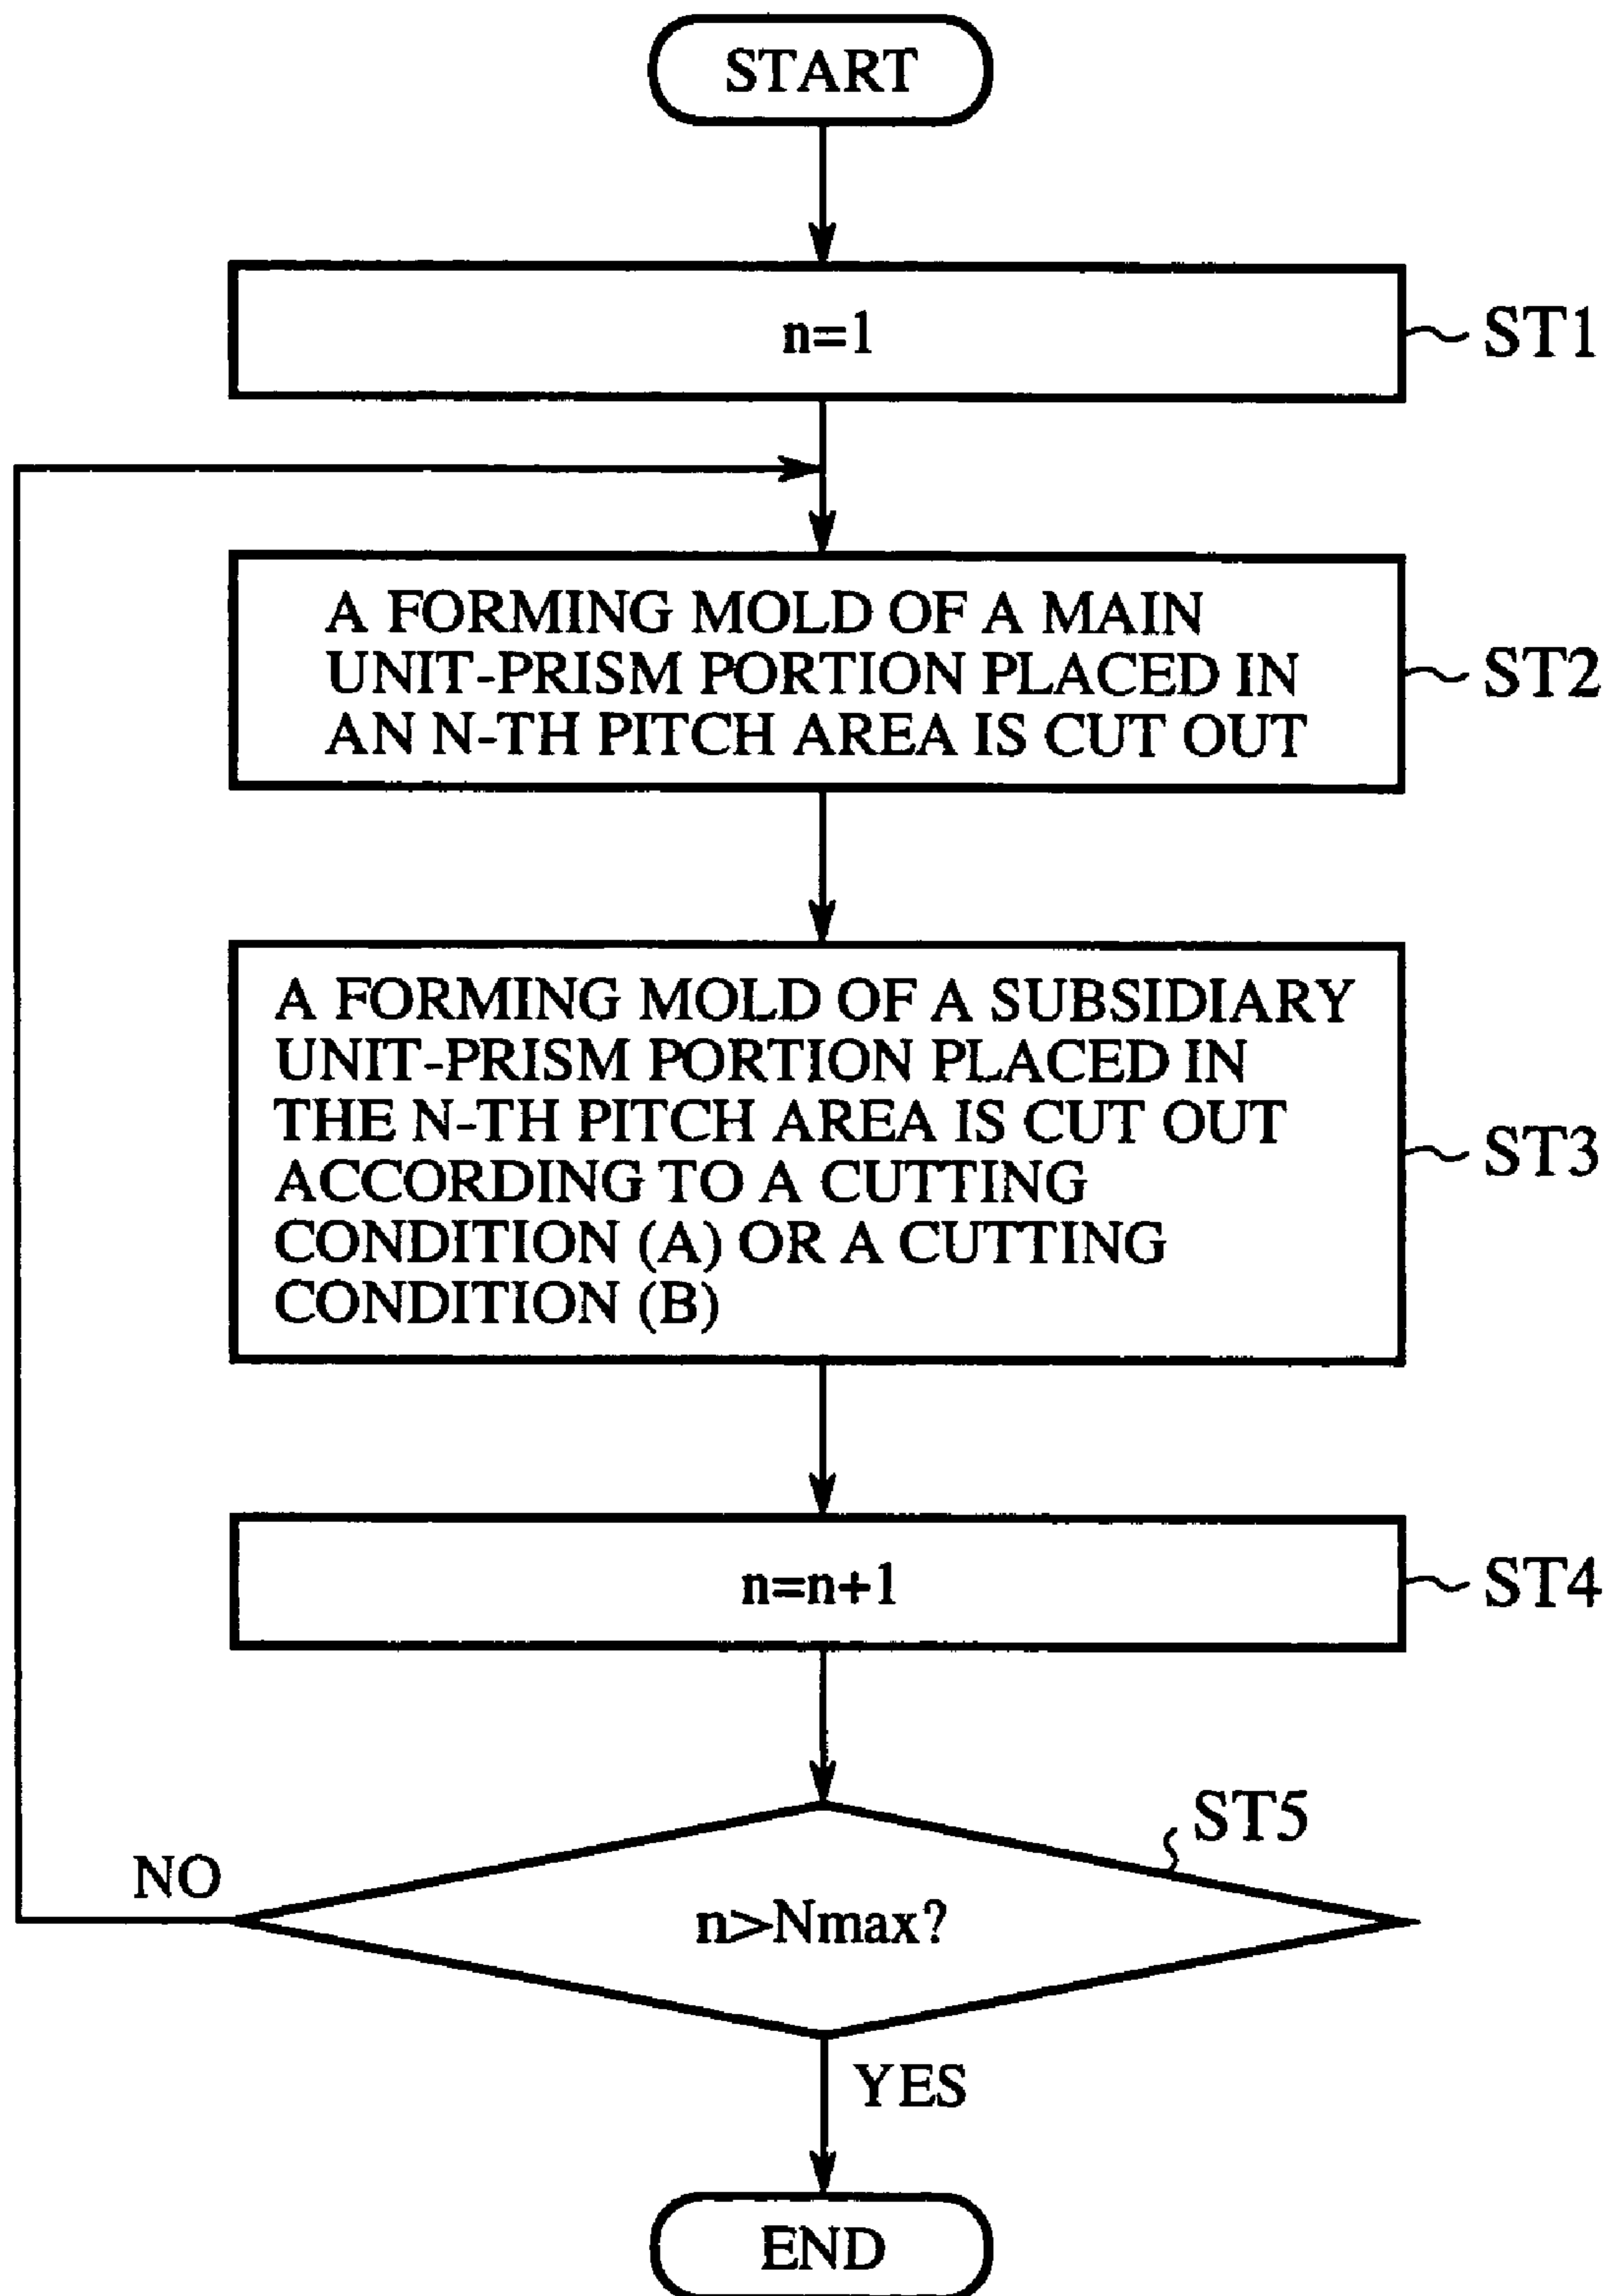 START
n=1
ST1
A FORMING MOLD OF A MAIN
UNIT-PRISM PORTION PLACED IN
AN N-TH PITCH AREA IS CUT OUT
ST2
A FORMING MOLD OF A SUBSIDIARY
UNIT-PRISM PORTION PLACED IN
THE N-TH PITCH AREA IS CUT OUT
ACCORDING TO A CUTTING
CONDITION (A) OR A CUTTING
CONDITION (B)
ST3
n=n+1
ST4
ST5
NO
n>Nmax?
YES
END